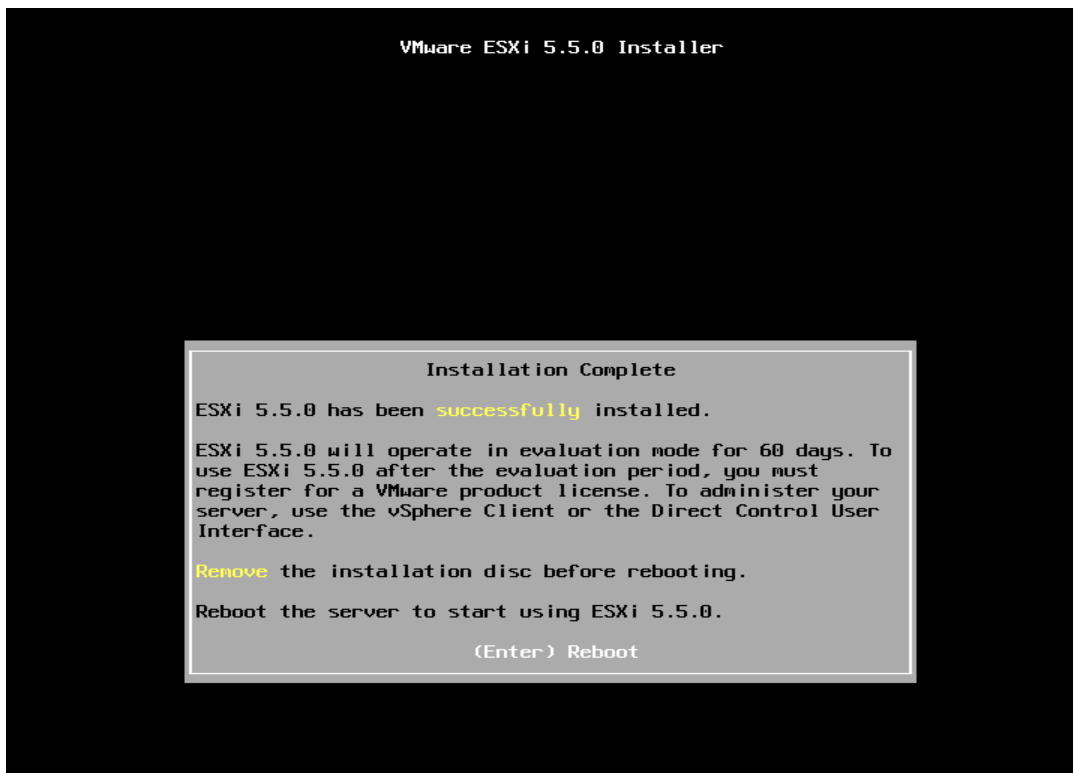 VMware ESXi 5.5.0 Installer
Installation Complete
ESXi 5.5.0 has been successfully installed.
ESXi 5.5.0 will operate in evaluation mode for 60 days. To
use ESXi 5.5.0 after the evaluation period, you must
register for a VMware product license. To administer your
server, use the vSphere Client or the Direct Control User
Interface.
Remove the installation disc before rebooting.
Reboot the server to start using ESXi 5.5.0.
(Enter) Reboot